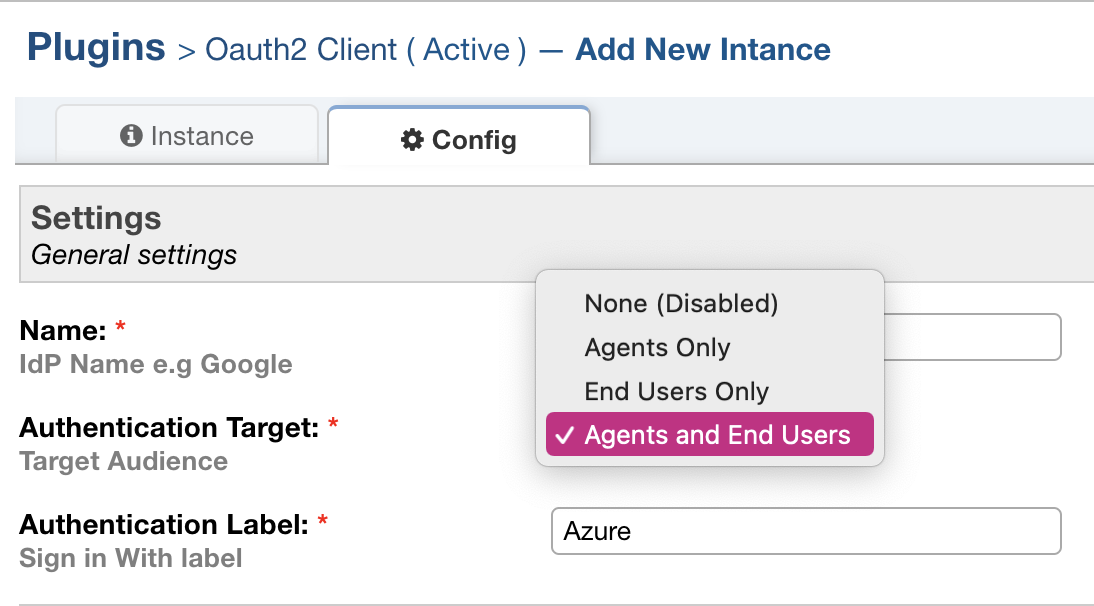 Plugins > Oauth2 Client ( Active ) — Add New Intance
Instance
Config
Settings
General settings
Name: *
IdP Name e.g Google
None (Disabled)
Agents Only
End Users Only
✓ Agents and End Users
Authentication Target: *
Target Audience
Authentication Label: *
Sign in With label
Azure